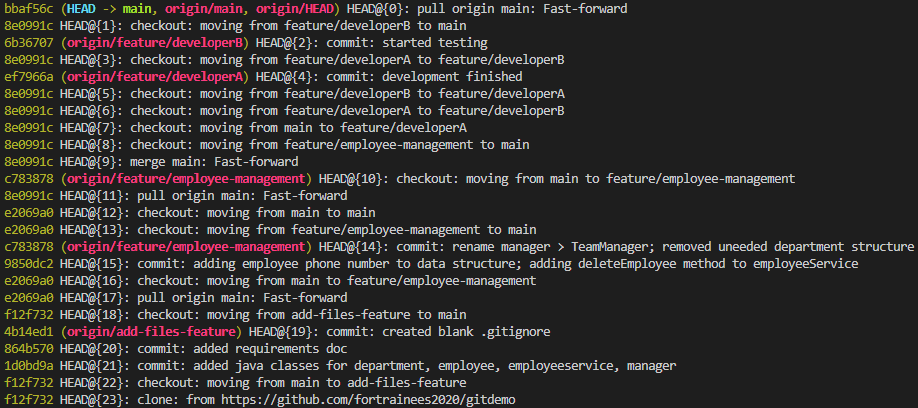 bbaf56c (HEAD -> main, origin/main, origin/HEAD) HEAD@{0}: pull origin main: Fast-forward
8e0991c HEAD@{1}: checkout: moving from feature/developerB to main
6b36707 (origin/feature/developerB) HEAD@{2}: commit: started testing
8e0991c HEAD@{3}: checkout: moving from feature/developerA to feature/developerB
ef7966a (origin/feature/developerA) HEAD@{4}: commit: development finished
8e0991c HEAD@{5}: checkout: moving from feature/developerB to feature/developerA
8e0991c HEAD@{6}: checkout: moving from feature/developerA to feature/developerB
8e0991c HEAD@{7}: checkout: moving from main to feature/developerA
8e0991c HEAD@{8}: checkout: moving from feature/employee-management to main
8e0991c HEAD@{9}: merge main: Fast-forward
c783878 (origin/feature/employee-management) HEAD@{10}: checkout: moving from main to feature/employee-management
8e0991c HEAD@{11}: pull origin main: Fast-forward
e2069a0 HEAD@{12}: checkout: moving from main to main
e2069a0 HEAD@{13}: checkout: moving from feature/employee-management to main
c783878 (origin/feature/employee-management) HEAD@{14}: commit: rename manager > TeamManager; removed uneeded department structure
9850dc2 HEAD@{15}: commit: adding employee phone number to data structure; adding deleteEmployee method to employeeService
e2069a0 HEAD@{16}: checkout: moving from main to feature/employee-management
e2069a0 HEAD@{17}: pull origin main: Fast-forward
f12f732 HEAD@{18}: checkout: moving from add-files-feature to main
4b14ed1 (origin/add-files-feature) HEAD@{19}: commit: created blank .gitignore
864b570 HEAD@{20}: commit: added requirements doc
1d0bd9a HEAD@{21}: commit: added java classes for department, employee, employeeservice, manager
f12f732 HEAD@{22}: checkout: moving from main to add-files-feature
f12f732 HEAD@{23}: clone: from https://github.com/fortrainees2020/gitdemo